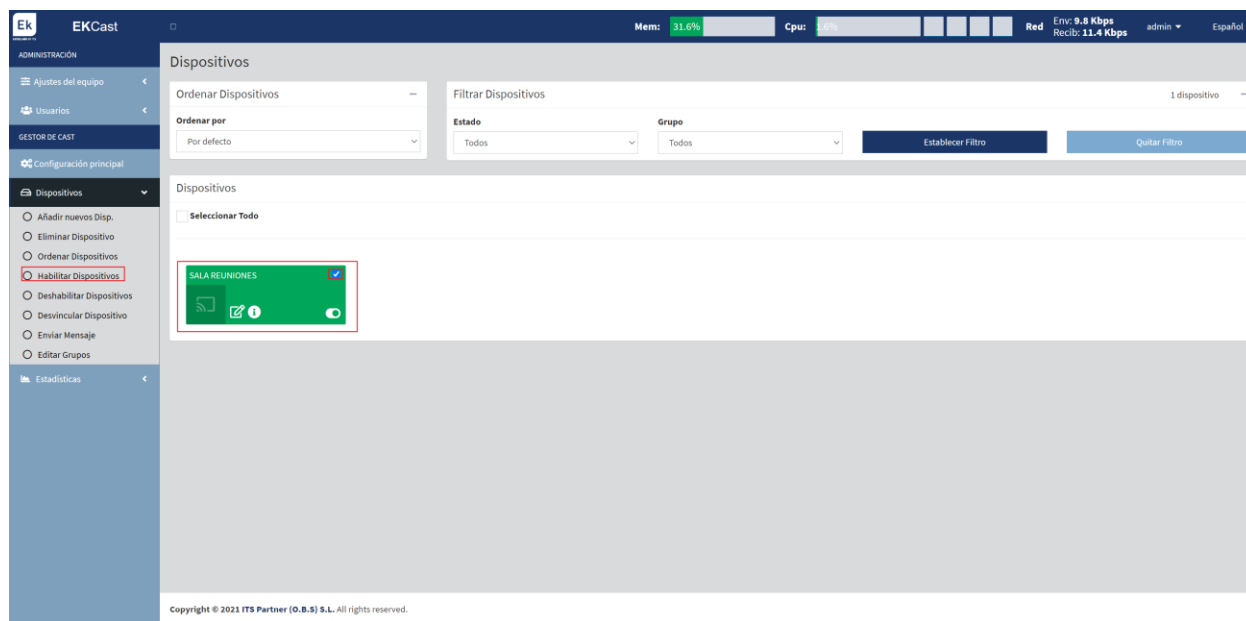 Ek
EKCast
Mem: 31.6%
Cpu: 1.6%
Red
Env: 9.8 Kbps
Recib: 11.4 Kbps
admin
Español
ADMINISTRACIÓN
Ajustes del equipo
Usuarios
GESTOR DE CAST
Configuración principal
Dispositivos
Añadir nuevos Disp.
Eliminar Dispositivo
Ordenar Dispositivos
Habilitar Dispositivos
Deshabilitar Dispositivos
Desvincular Dispositivo
Enviar Mensaje
Editar Grupos
Estadísticas
Dispositivos
Ordenar Dispositivos
Ordenar por
Por defecto
Filtrar Dispositivos
1 dispositivo
Estado
Todos
Grupo
Todos
Establecer Filtro
Quitar Filtro
Dispositivos
Seleccionar Todo
SALA REUNIONES
Copyright © 2021 ITS Partner (O.B.S) S.L. All rights reserved.